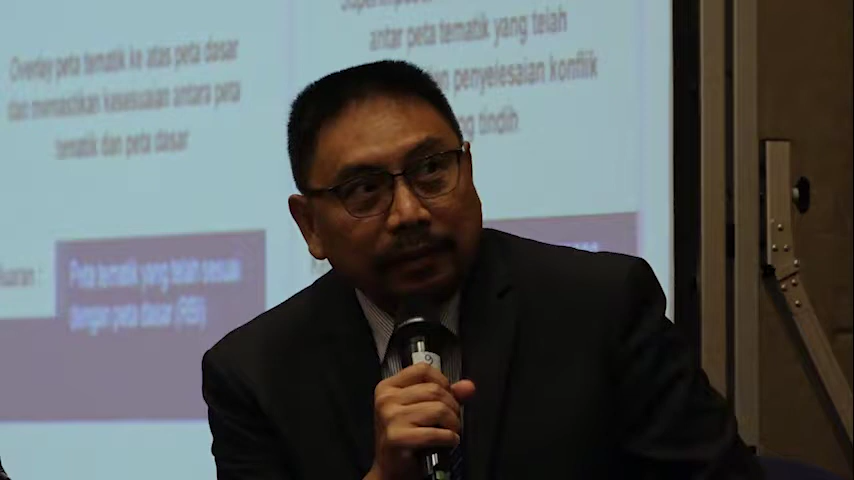 Overlay peta tematik ke atas peta dasar
dan memastikan kesesuaian antara peta
tematik dan peta dasar
antar peta tematik yang telah
penyelesaian konflik
tindih
Peta tematik yang telah sesuai
dengan peta dasar (RBI)